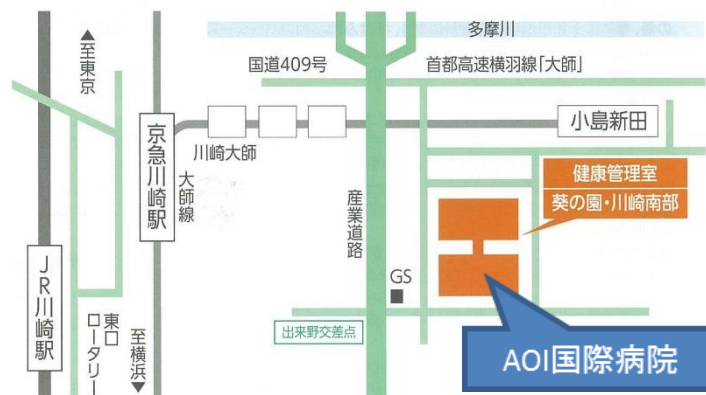 多摩川
▲至東京
国道409号
首都高速横羽線「大師」
京急川崎駅
小島新田
川崎大師
大師線
健康管理室
葵の園・川崎南部
産業道路
JR川崎駅
GS
東口
ロータリー
至横浜▼
出来野交差点
AOI国際病院